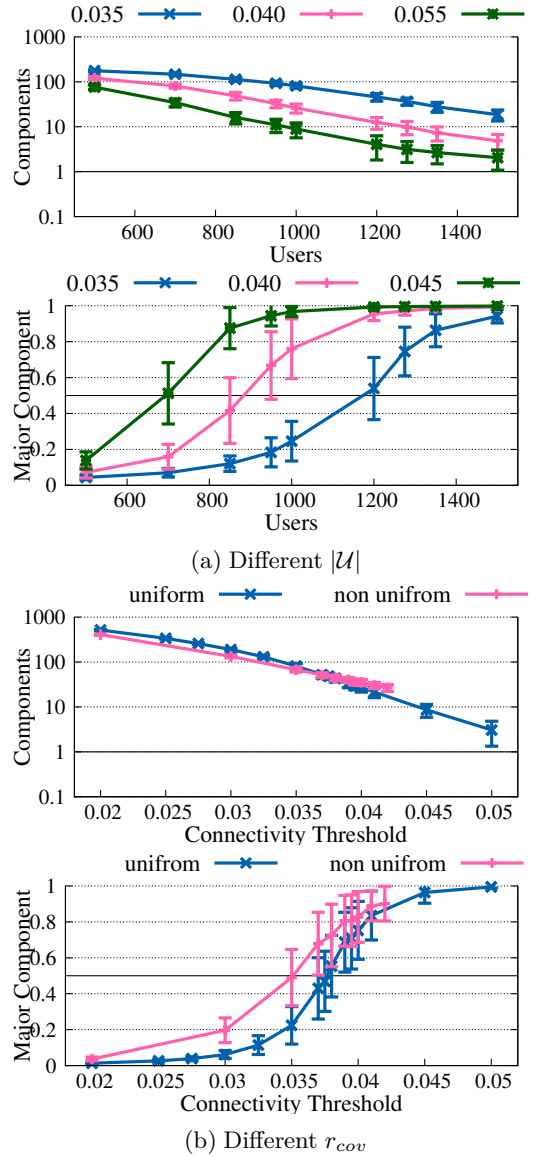 0.035 0.040 0.055
1000
100
10
1
0.1
Components
600 800 1000 1200 1400
Users
0.035 0.040 0.045
1
0.8
0.6
0.4
0.2
0
Major Component
600 800 1000 1200 1400
Users
(a) Different |𝒰|
uniform non unifrom
1000
100
10
1
0.1
Components
0.02 0.025 0.03 0.035 0.04 0.045 0.05
Connectivity Threshold
unifrom non unifrom
1
0.8
0.6
0.4
0.2
0
Major Component
0.02 0.025 0.03 0.035 0.04 0.045 0.05
Connectivity Threshold
(b) Different r_{cov}